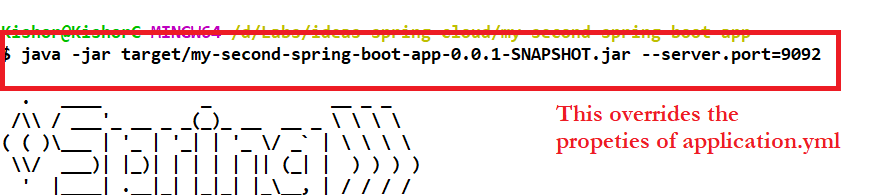 Kishor@KishorC MINGW64 /d/Labs/ideas-spring-cloud/my-second-spring-boot-app
$ java -jar target/my-second-spring-boot-app-0.0.1-SNAPSHOT.jar --server.port=9092
This overrides the
propeties of application.yml